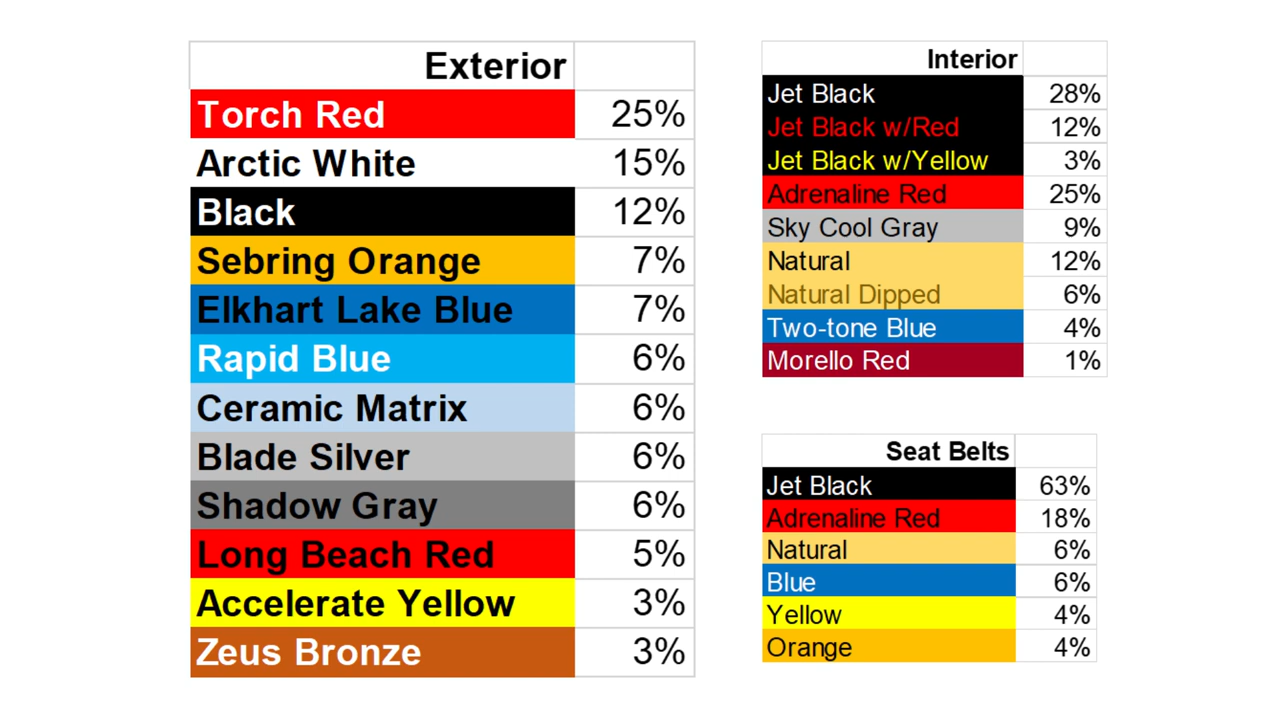 Exterior
Torch Red 25%
Arctic White 15%
Black 12%
Sebring Orange 7%
Elkhart Lake Blue 7%
Rapid Blue 6%
Ceramic Matrix 6%
Blade Silver 6%
Shadow Gray 6%
Long Beach Red 5%
Accelerate Yellow 3%
Zeus Bronze 3%
Interior
Jet Black 28%
Jet Black w/Red 12%
Jet Black w/Yellow 3%
Adrenaline Red 25%
Sky Cool Gray 9%
Natural 12%
Natural Dipped 6%
Two-tone Blue 4%
Morello Red 1%
Seat Belts
Jet Black 63%
Adrenaline Red 18%
Natural 6%
Blue 6%
Yellow 4%
Orange 4%